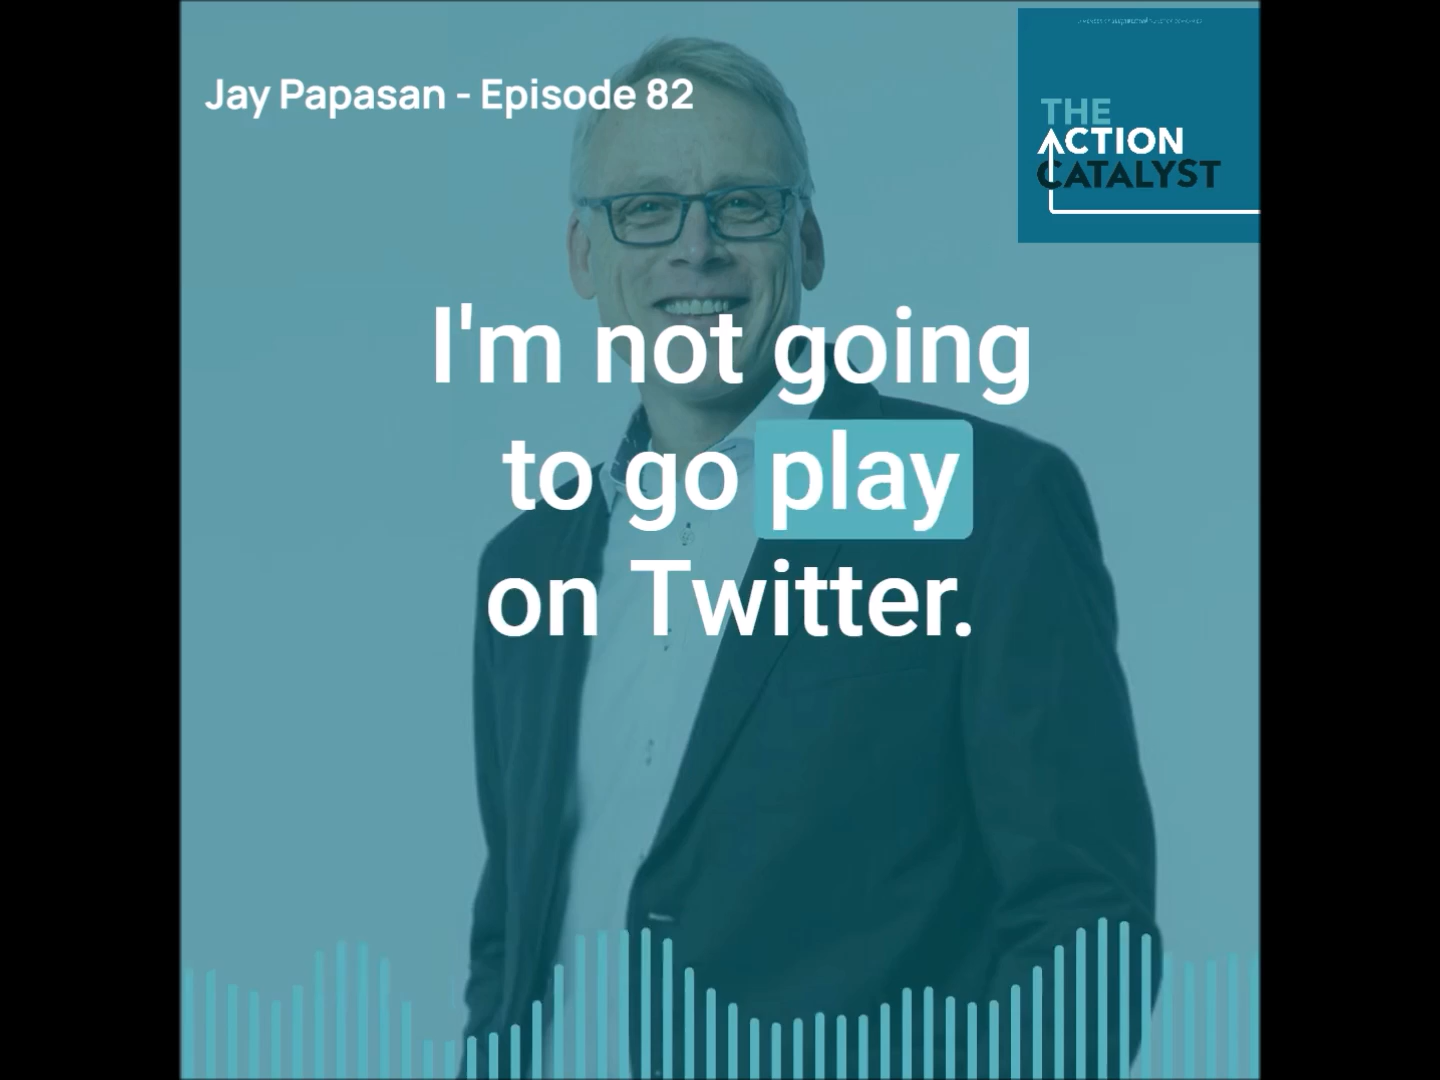 Jay Papasan - Episode 82
THE
ACTION
CATALYST
I'm not going
to go play
on Twitter.